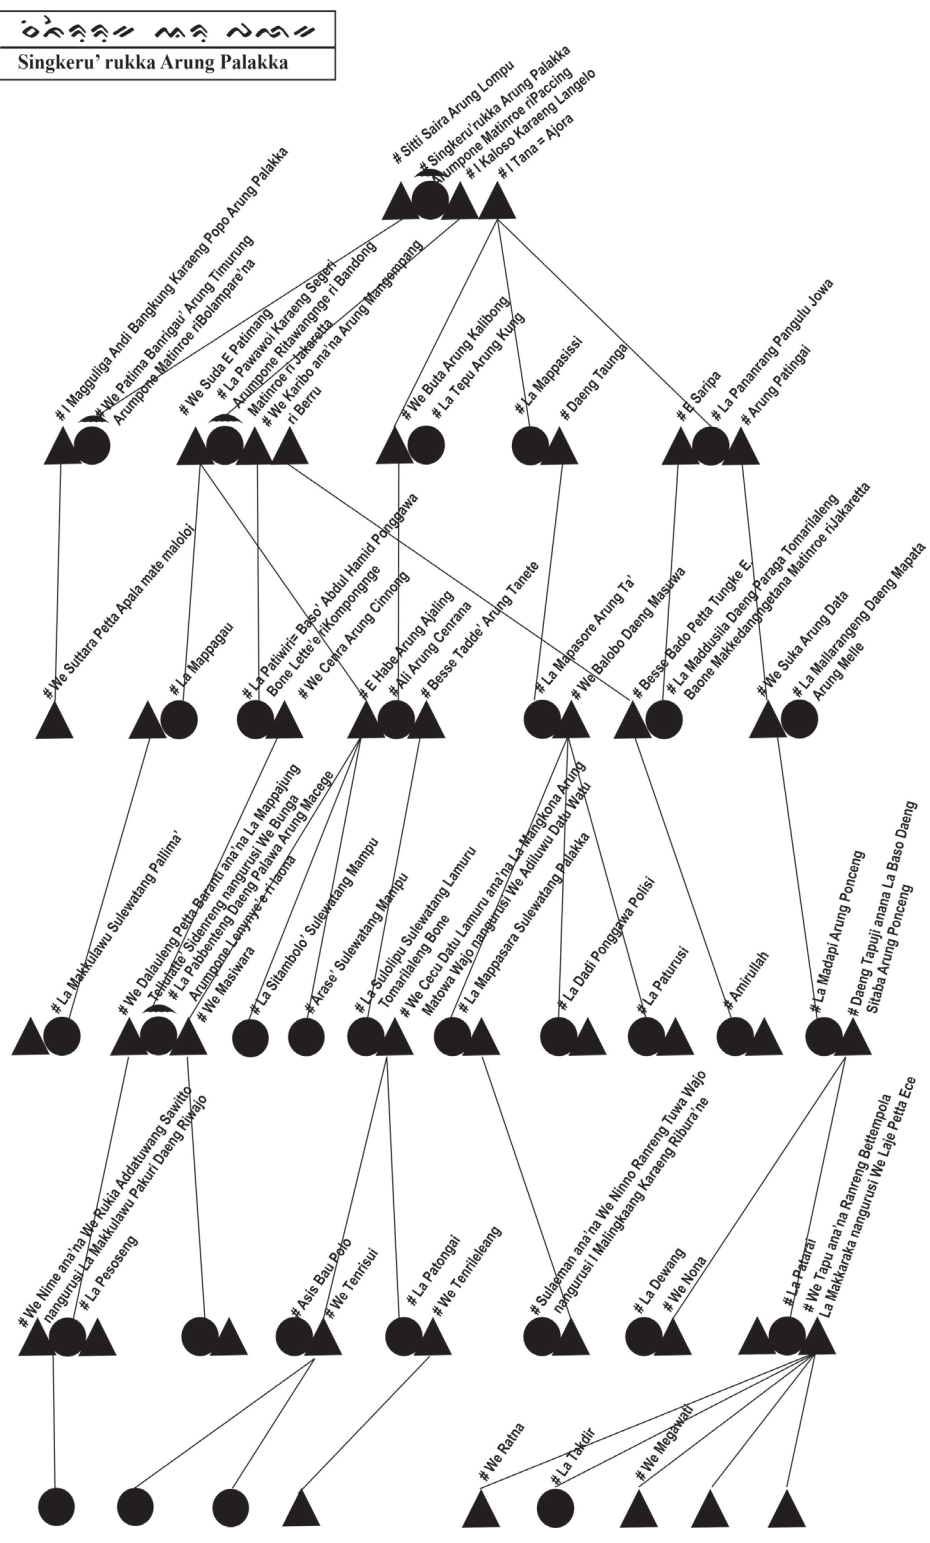 Singkeru’ rukka Arung Palakka
# Sitti Saira Arung Lompu
# Singkeru’rukka Arung Palakka
Arumpone Matinroe riPaccing
# I Kaloso Karaeng Langelo
# I Tana = Ajora
# I Magguliga Andi Bangkung Karaeng Popo Arung Palakka
# We Patima Banrigau’ Arung Timurung
Arumpone Matinroe riBolampare’na
# We Suda E Patimang
# La Pawawoi Karaeng Segeri
Arumpone Ritawangnge ri Bandong
Matinroe ri Jakaretta
# We Karibo ana’na Arung Mangempang
ri Berru
# We Buta Arung Kalibong
# La Tepu Arung Kung
# La Mappasissi
# Daeng Taunga
# E Saripa
# La Pananrang Pangulu Jowa
# Arung Patingai
# We Suttara Petta Apala mate maloloi
# La Mappagau
# La Patiwiri= Baso’ Abdul Hamid Ponggawa
Bone Lette’e riKompongnge
# We Cenra Arung Cinnong
# E Habe Arung Ajaling
# Ali Arung Cenrana
# Besse Tadde’ Arung Tanete
# La Mapasore Arung Ta’
# We Balobo Daeng Masuwa
# Besse Bado Petta Tungke E
# La Maddusila Daeng Paraga Tomarilaleng
Baone Makkedangngetana Matinroe riJakaretta
# We Suka Arung Data
# La Mallarangeng Daeng Mapata
Arung Melle
# La Makkulawu Sulewatang Pallima’
# We Dalauleng Petta Baranti ana’na La Mappajung
Tellulatte’ Sidenreng nangurusi We Bunga
# La Pabbenteng Daeng Palawa Arung Macege
Arumpone Lenynye’e ri laona
# We Masiwara
# La Sitambolo’ Sulewatang Mampu
# Arase’ Sulewatang Mampu
# La Sulolipu Sulewatang Lamuru
Tomarilaleng Bone
# We Cecu Datu Lamuru ana’na La Mangkona Arung
Matowa Wajo nangurusi We Adiluwu Datu Watu
# La Mappasara Sulewatang Palakka
# La Dadi Ponggawa Polisi
# La Patunusi
# Amirullah
# La Madapi Arung Ponceng
# Daeng Tapuji anana La Baso Daeng
Sitaba Arung Ponceng
# We Nime ana’na We Rukia Addatuwang Sawitto
nangurusi La Makkulawu Pakuri Daeng Riwajo
# La Pesoseng
# Asis Bau Polo
# We Tenrisui
# La Patongai
# We Tenrileleang
# Sulaeman ana’na We Ninno Ranreng Tuwa Wajo
nangurusi I Malingkaang Karaeng Ribura’ne
# La Dewang
# We Nona
# La Patarai
# We Tapu ana’na Ranreng Bettempola
La Makkaraka nangurusi We Laje Petta Ece
# We Ratna
# La Takdir
# We Megawati